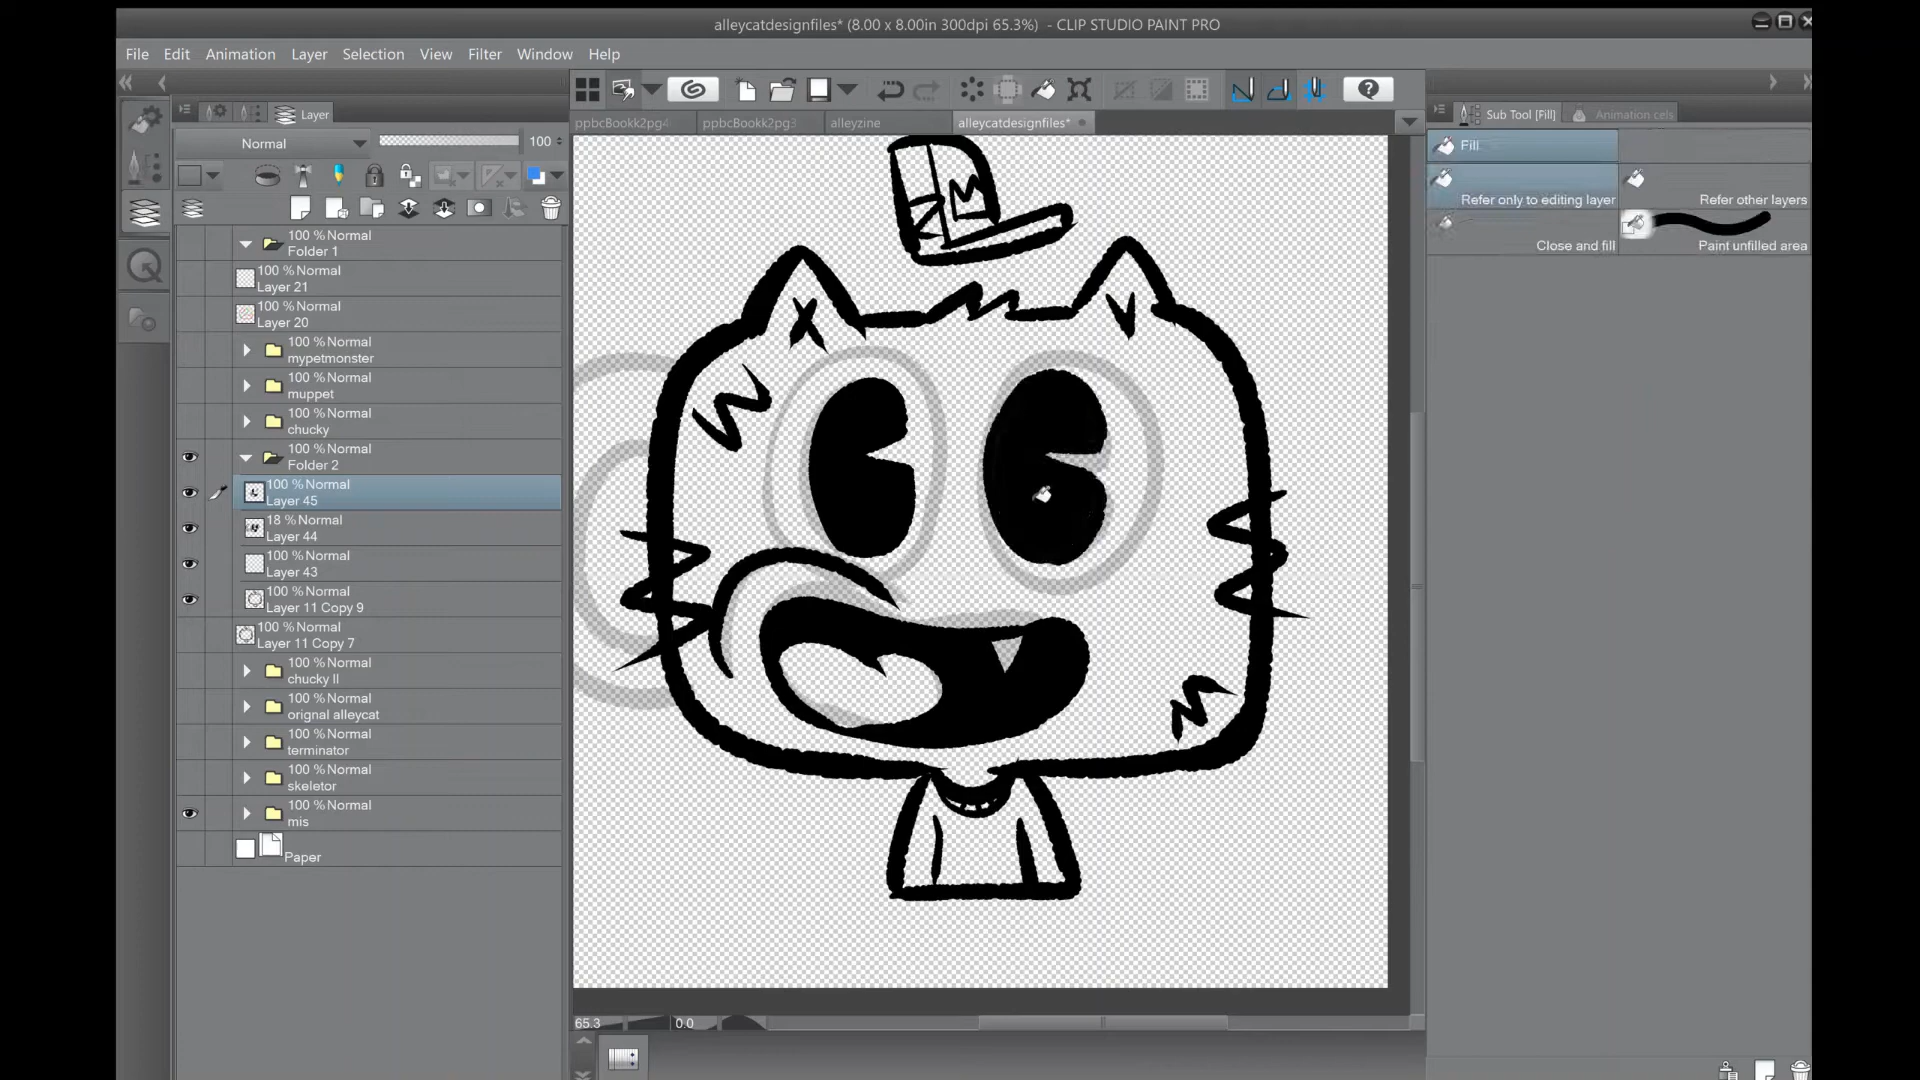 alleycatdesignfiles* (8.00 x 8.00in 300dpi 65.3%) - CLIP STUDIO PAINT PRO
File Edit Animation Layer Selection View Filter Window Help
Layer
Sub Tool [Fill] Animation cels
ppbcBookk2pg4 ppbcBookk2pg3 alleyzine alleycatdesignfiles*
Normal 100
Fill
Refer only to editing layer Refer other layers
Close and fill Paint unfilled area
100 %Normal
Folder 1
100 %Normal
Layer 21
100 %Normal
Layer 20
100 %Normal
mypetmonster
100 %Normal
muppet
100 %Normal
chucky
100 %Normal
Folder 2
100 %Normal
Layer 45
18 %Normal
Layer 44
100 %Normal
Layer 43
100 %Normal
Layer 11 Copy 9
100 %Normal
Layer 11 Copy 7
100 %Normal
chucky II
100 %Normal
orignal alleycat
100 %Normal
terminator
100 %Normal
skeletor
100 %Normal
mis
Paper
65.3 0.0